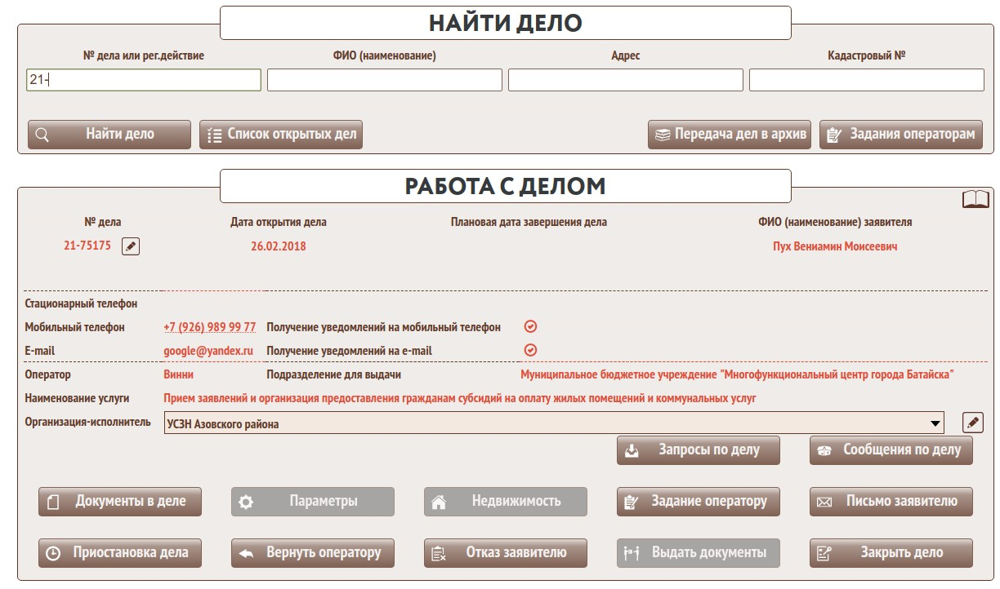 НАЙТИ ДЕЛО
№ дела или рег.действие ФИО (наименование) Адрес Кадастровый №
21-
Найти дело Список открытых дел Передача дел в архив Задания операторам
РАБОТА С ДЕЛОМ
№ дела Дата открытия дела Плановая дата завершения дела ФИО (наименование) заявителя
21-75175 26.02.2018 Пух Вениамин Моисеевич
Стационарный телефон
Мобильный телефон +7 (926) 989 99 77 Получение уведомлений на мобильный телефон
E-mail google@yandex.ru Получение уведомлений на e-mail
Оператор Винни Подразделение для выдачи Муниципальное бюджетное учреждение "Многофункциональный центр города Батайска"
Наименование услуги Прием заявлений и организация предоставления гражданам субсидий на оплату жилых помещений и коммунальных услуг
Организация-исполнитель УСЗН Азовского района
Запросы по делу Сообщения по делу
Документы в деле Параметры Недвижимость Задание оператору Письмо заявителю
Приостановка дела Вернуть оператору Отказ заявителю Выдать документы Закрыть дело